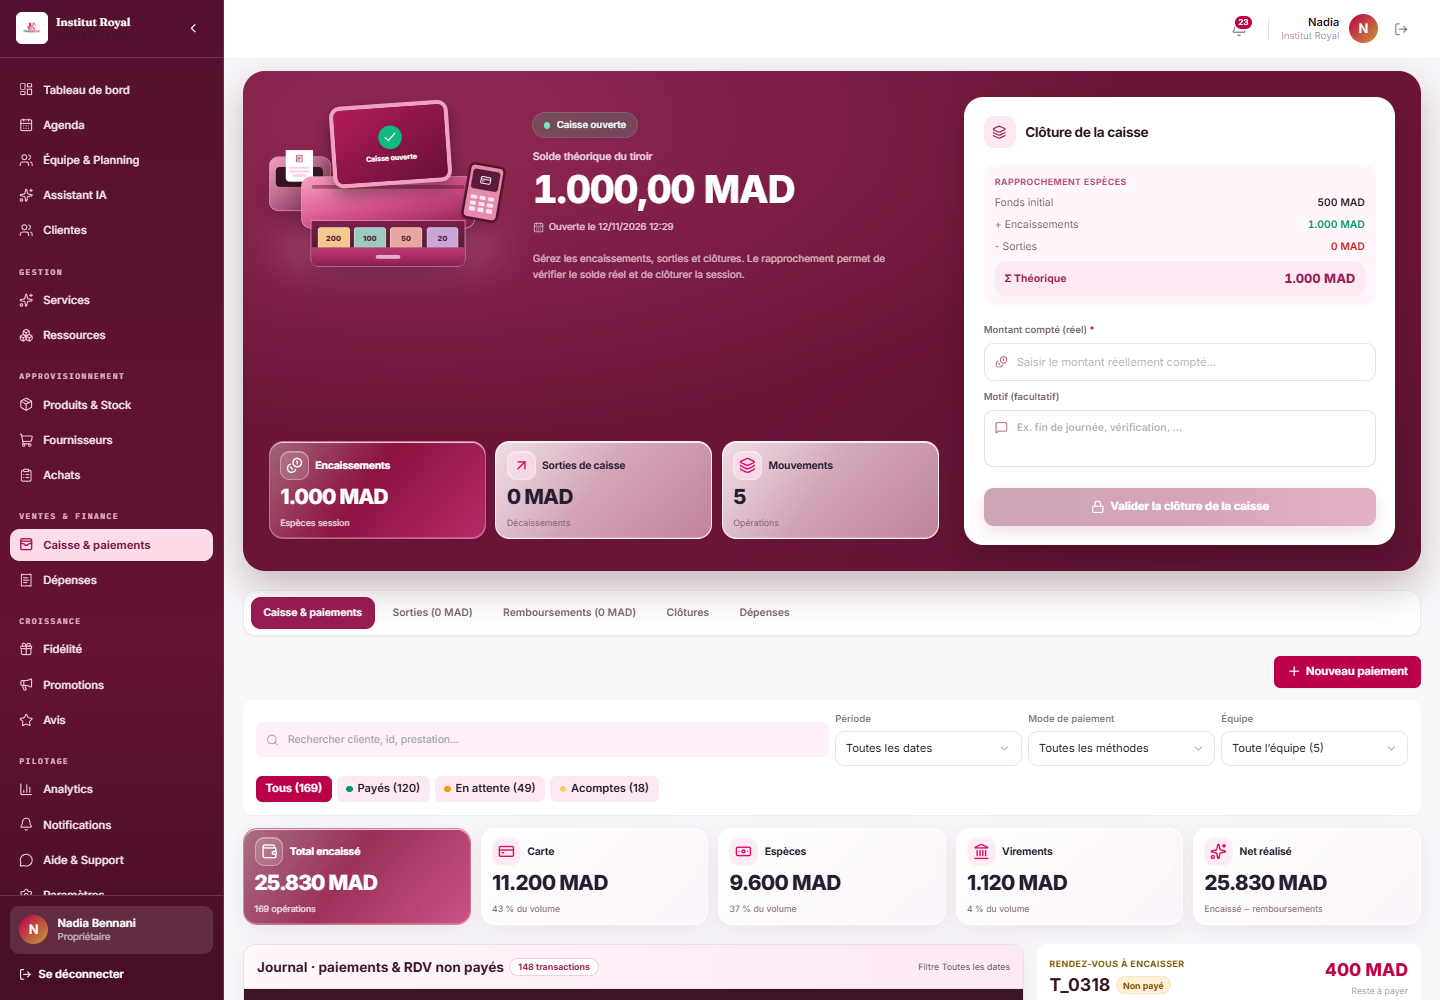 Institut Royal
Tableau de bord
Agenda
Équipe & Planning
Assistant IA
Clientes
GESTION
Services
Ressources
APPROVISIONNEMENT
Produits & Stock
Fournisseurs
Achats
VENTES & FINANCE
Caisse & paiements
Dépenses
CROISSANCE
Fidélité
Promotions
Avis
PILOTAGE
Analytics
Notifications
Aide & Support
Paramètres
N
Nadia Bennani
Propriétaire
Se déconnecter
23
Nadia
Institut Royal
N
Caisse ouverte
200 100 50 20
Caisse ouverte
Solde théorique du tiroir
1.000,00 MAD
Ouverte le 12/11/2026 12:29
Gérez les encaissements, sorties et clôtures. Le rapprochement permet de
vérifier le solde réel et de clôturer la session.
Encaissements
1.000 MAD
Espèces session
Sorties de caisse
0 MAD
Décaissements
Mouvements
5
Opérations
Clôture de la caisse
RAPPROCHEMENT ESPÈCES
Fonds initial 500 MAD
+ Encaissements 1.000 MAD
- Sorties 0 MAD
Σ Théorique 1.000 MAD
Montant compté (réel) *
Saisir le montant réellement compté...
Motif (facultatif)
Ex. fin de journée, vérification, ...
Valider la clôture de la caisse
Caisse & paiements Sorties (0 MAD) Remboursements (0 MAD) Clôtures Dépenses
+ Nouveau paiement
Rechercher cliente, id, prestation...
Période
Toutes les dates
Mode de paiement
Toutes les méthodes
Équipe
Toute l'équipe (5)
Tous (169) Payés (120) En attente (49) Acomptes (18)
Total encaissé
25.830 MAD
169 opérations
Carte
11.200 MAD
43 % du volume
Espèces
9.600 MAD
37 % du volume
Virements
1.120 MAD
4 % du volume
Net réalisé
25.830 MAD
Encaissé − remboursements
Journal · paiements & RDV non payés 148 transactions Filtre Toutes les dates
RENDEZ-VOUS À ENCAISSER
T_0318 Non payé
400 MAD
Reste à payer